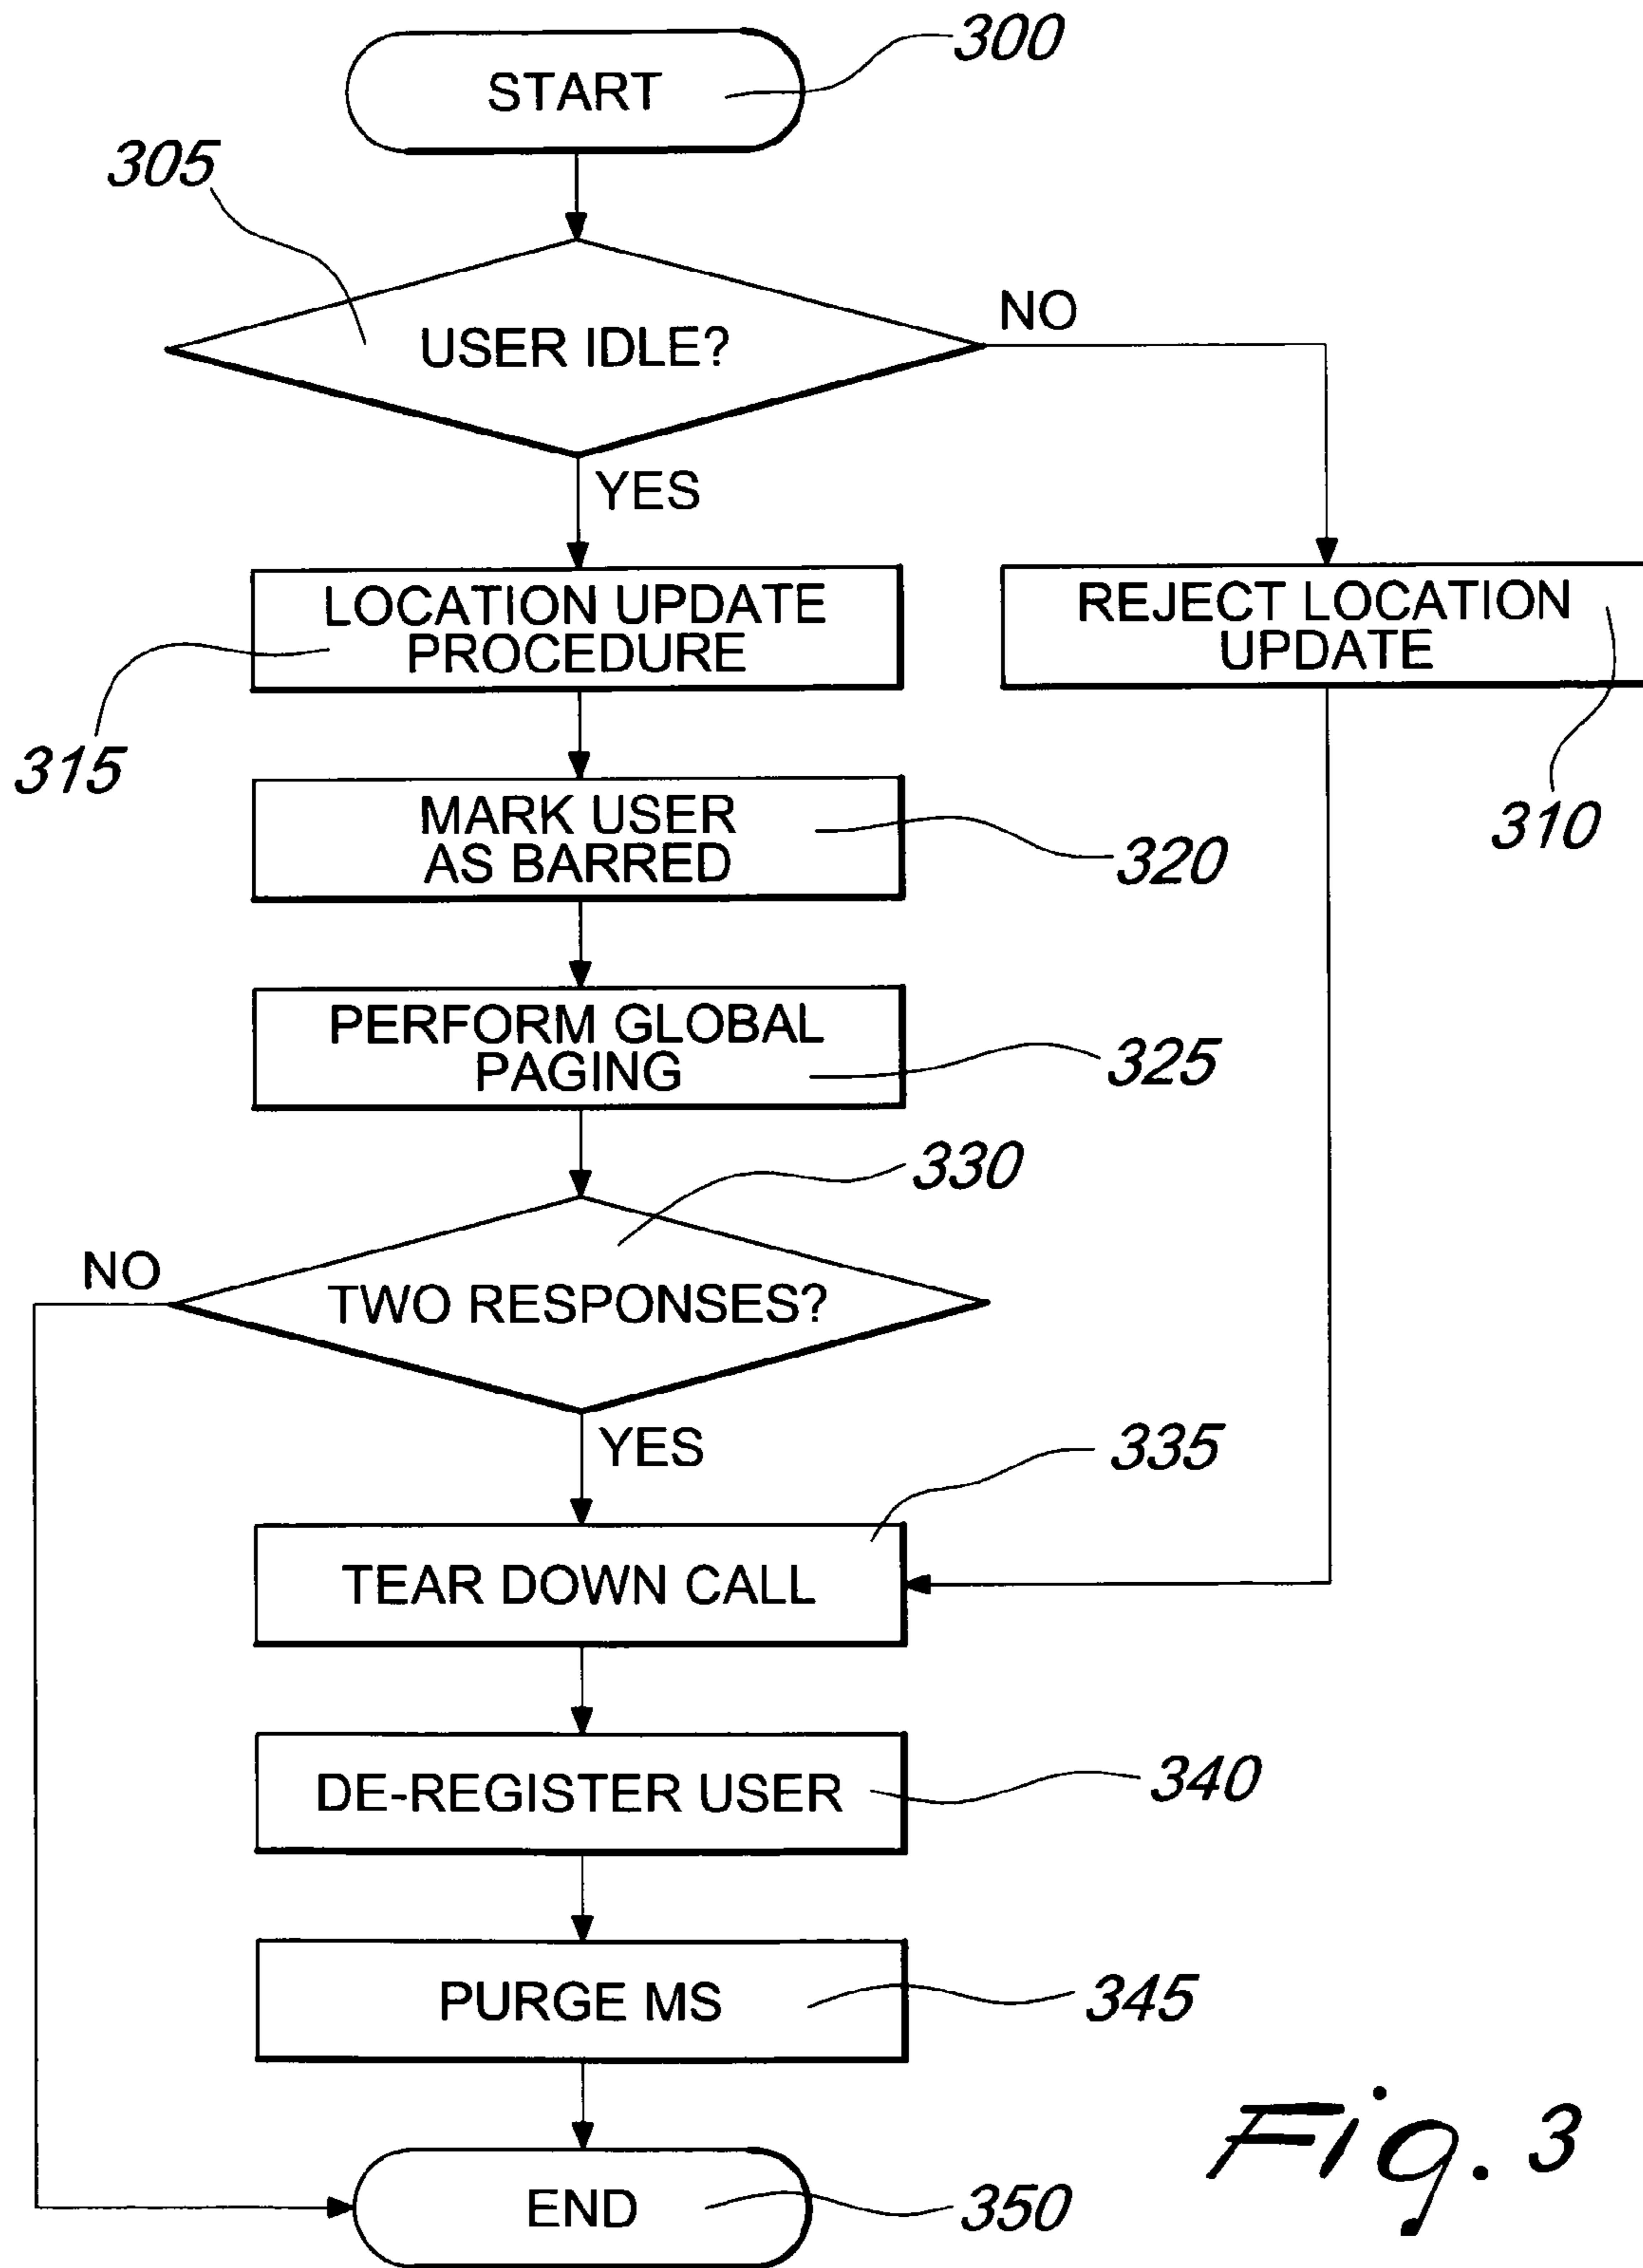 300
START
305
USER IDLE?
NO
YES
LOCATION UPDATE
PROCEDURE
REJECT LOCATION
UPDATE
315
310
MARK USER
AS BARRED
320
PERFORM GLOBAL
PAGING
325
330
NO
TWO RESPONSES?
YES
335
TEAR DOWN CALL
DE-REGISTER USER
340
PURGE MS
345
END
350
Fig. 3